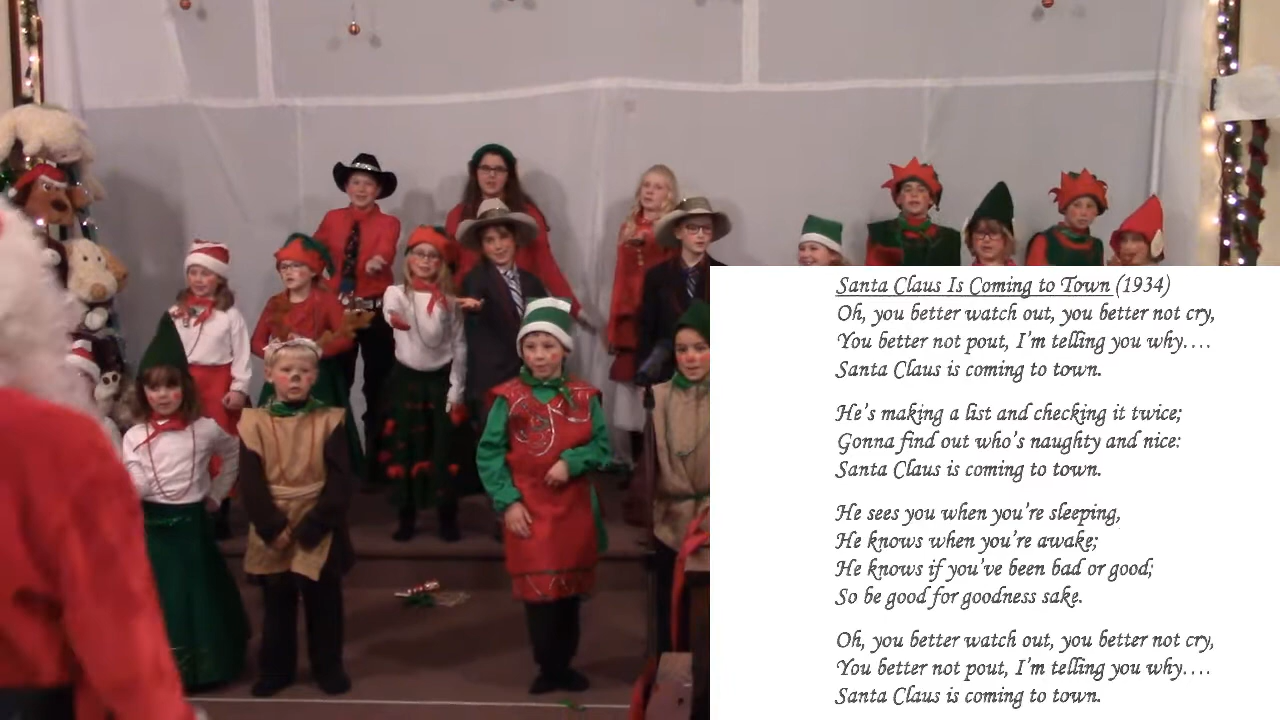 Santa Claus Is Coming to Town (1934)
Oh, you better watch out, you better not cry,
You better not pout, I'm telling you why....
Santa Claus is coming to town.
He's making a list and checking it twice;
Gonna find out who's naughty and nice:
Santa Claus is coming to town.
He sees you when you're sleeping,
He knows when you're awake;
He knows if you've been bad or good;
So be good for goodness sake.
Oh, you better watch out, you better not cry,
You better not pout, I'm telling you why....
Santa Claus is coming to town.